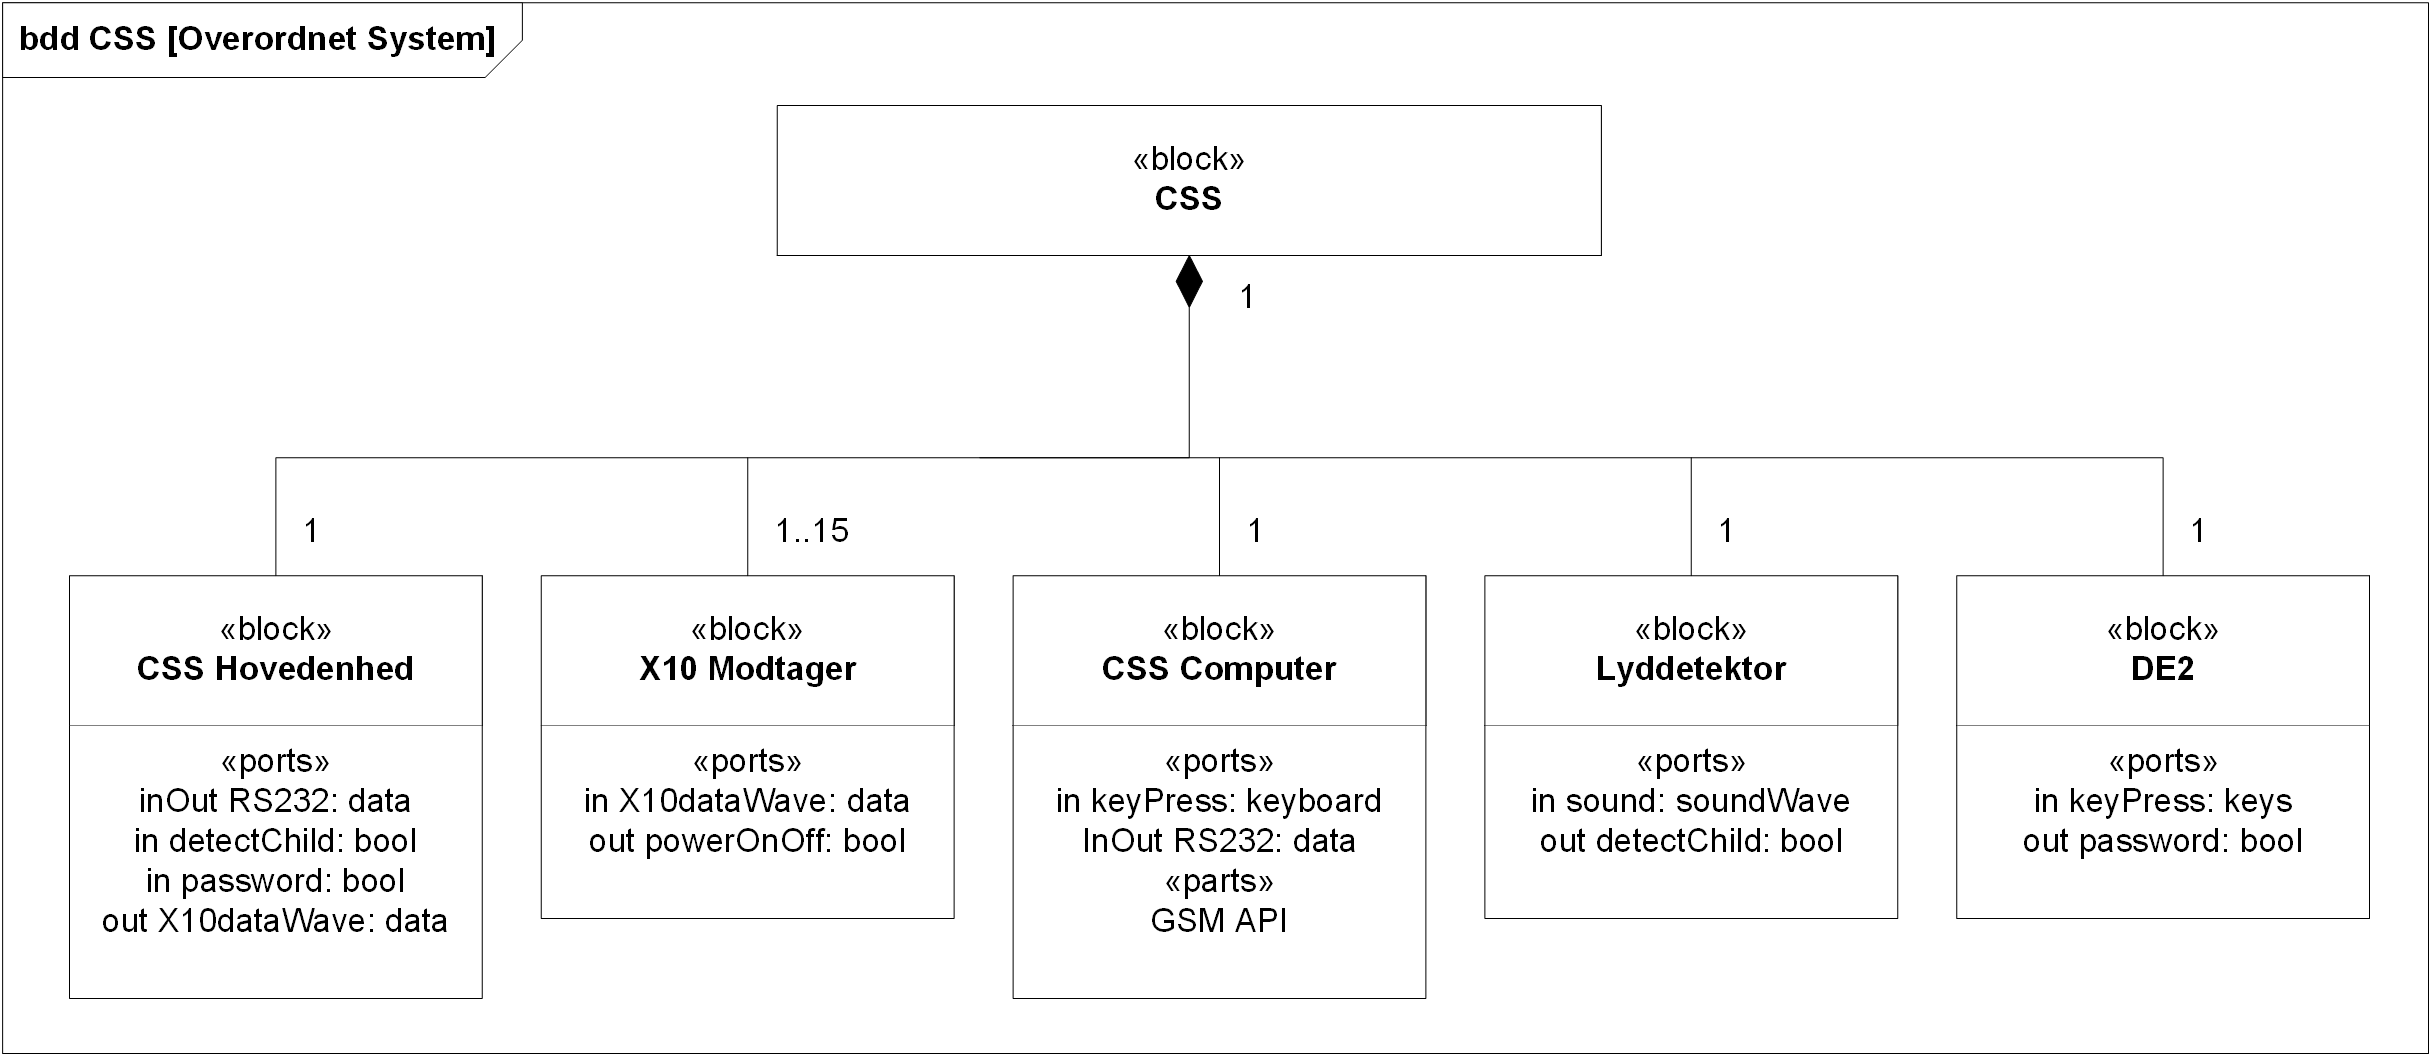 bdd CSS [Overordnet System]
«block»
CSS
1
1
1..15
1
1
1
«block»
CSS Hovedenhed
«ports»
inOut RS232: data
in detectChild: bool
in password: bool
out X10dataWave: data
«block»
X10 Modtager
«ports»
in X10dataWave: data
out powerOnOff: bool
«block»
CSS Computer
«ports»
in keyPress: keyboard
InOut RS232: data
«parts»
GSM API
«block»
Lyddetektor
«ports»
in sound: soundWave
out detectChild: bool
«block»
DE2
«ports»
in keyPress: keys
out password: bool